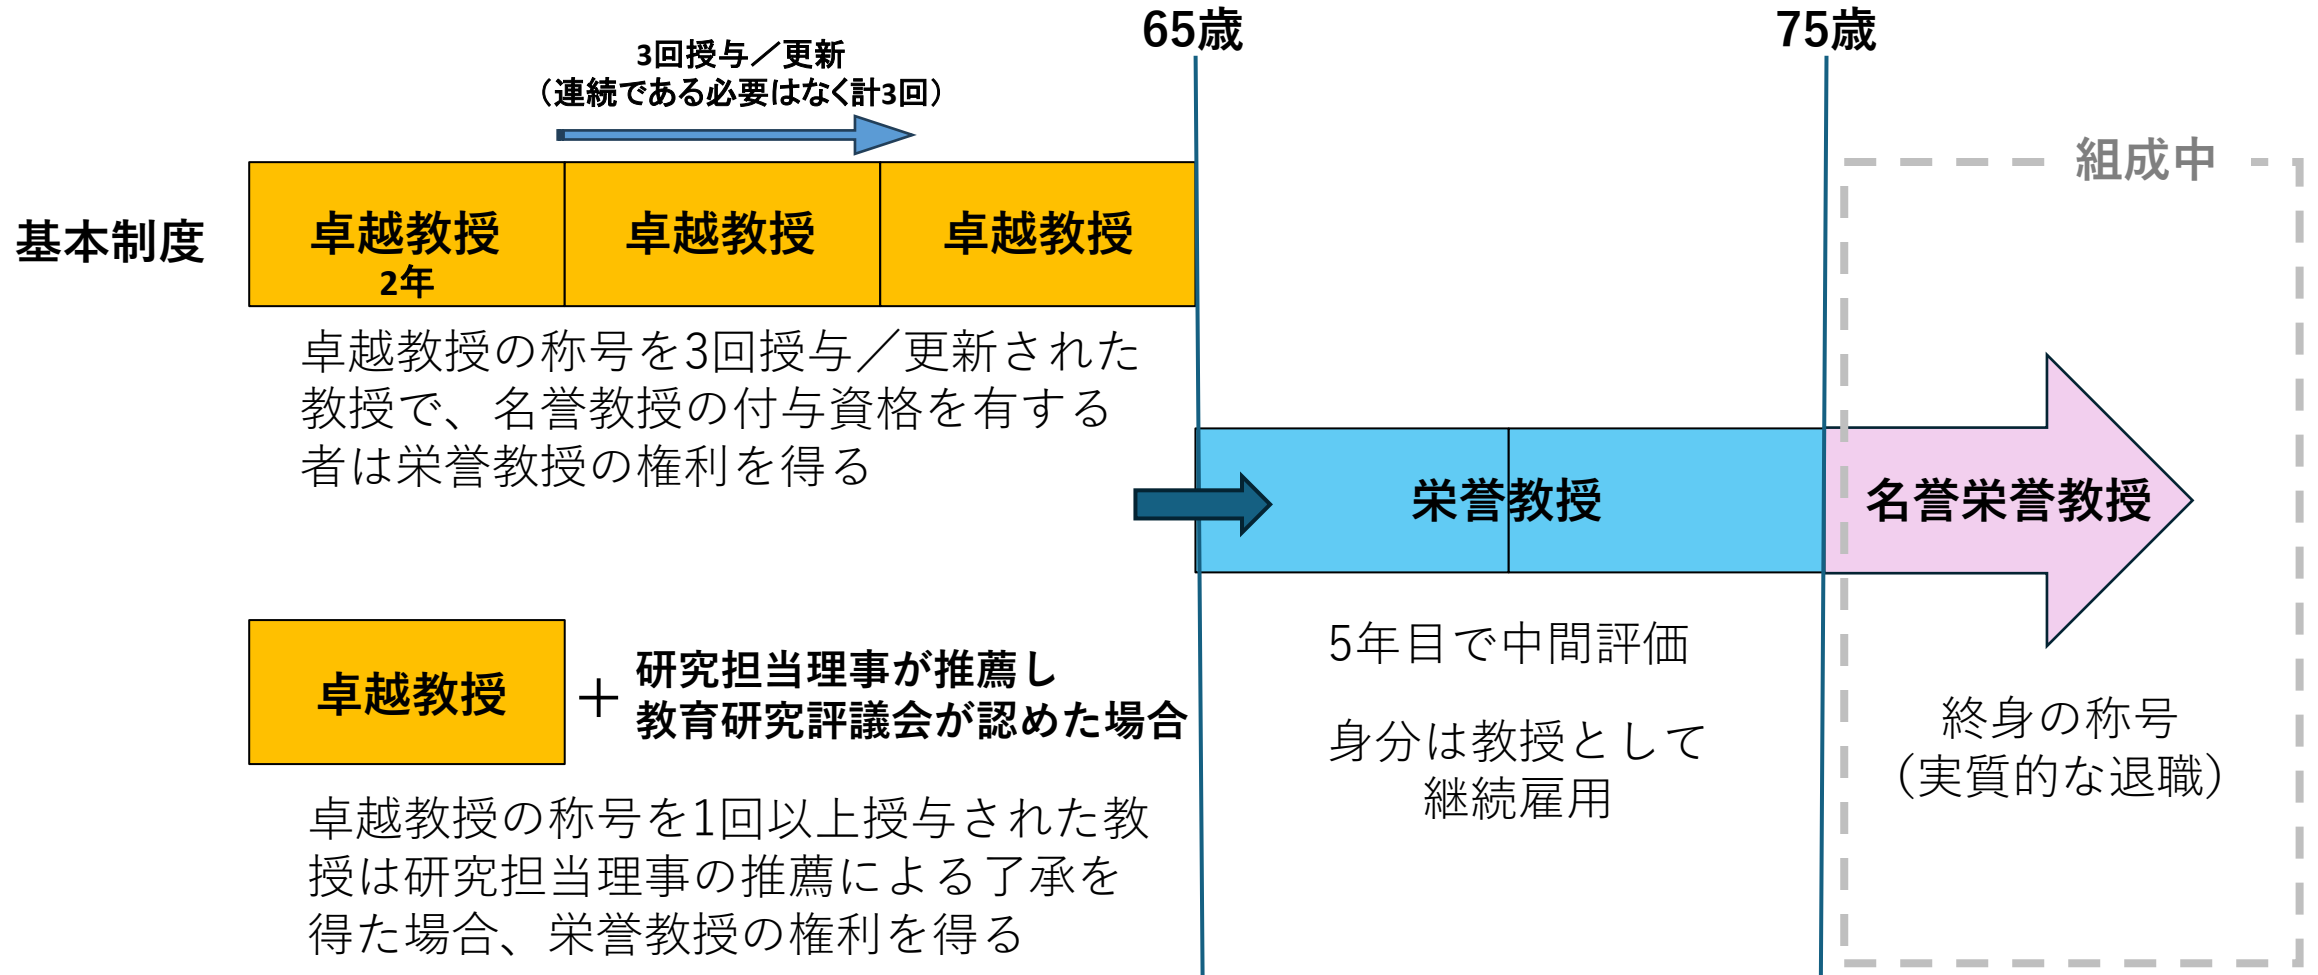 65歳
75歳
3回授与／更新
（連続である必要はなく計3回）
組成中
基本制度
卓越教授
2年
卓越教授
卓越教授
卓越教授の称号を3回授与／更新された
教授で、名誉教授の付与資格を有する
者は栄誉教授の権利を得る
栄誉教授
名誉栄誉教授
卓越教授
＋
研究担当理事が推薦し
教育研究評議会が認めた場合
5年目で中間評価
身分は教授として
継続雇用
終身の称号
（実質的な退職）
卓越教授の称号を1回以上授与された教
授は研究担当理事の推薦による了承を
得た場合、栄誉教授の権利を得る